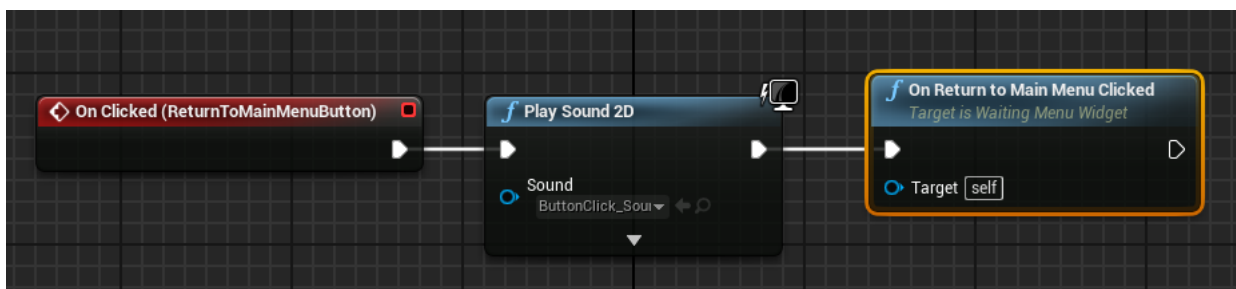 On Clicked (ReturnToMainMenuButton)
f Play Sound 2D
Sound
ButtonClick_Soui
f On Return to Main Menu Clicked
Target is Waiting Menu Widget
Target self